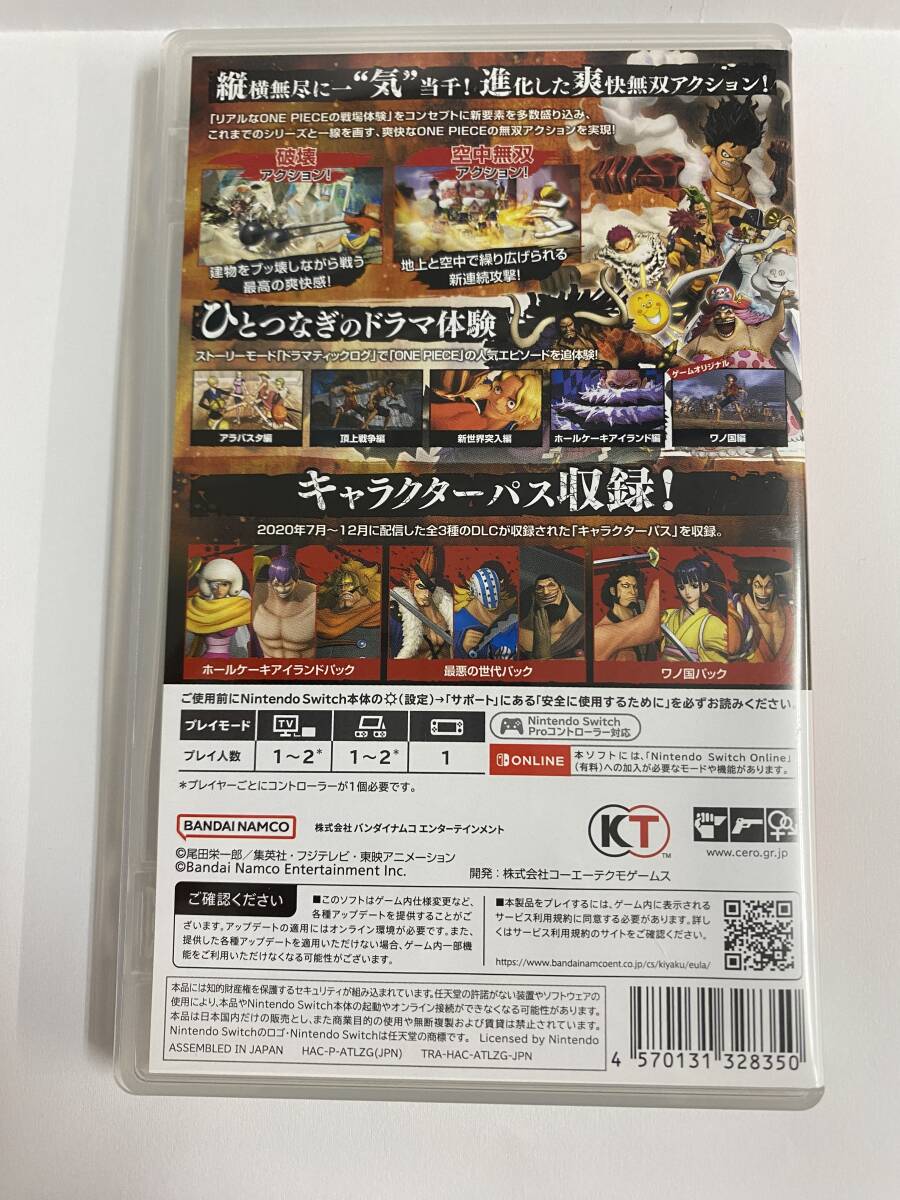 縦横無尽に一“気”当千！進化した爽快無双アクション！
「リアルなONE PIECEの戦場体験」をコンセプトに新要素を多数盛り込み、
これまでのシリーズと一線を画す、爽快なONE PIECEの無双アクションを実現！
破壊
アクション！
空中無双
アクション！
建物をブッ壊しながら戦う
最高の爽快感！
地上と空中で繰り広げられる
新連続攻撃！
ひとつなぎのドラマ体験
ストーリーモード「ドラマティックログ」で「ONE PIECE」の人気エピソードを追体験！
ゲームオリジナル
アラバスタ編
頂上戦争編
新世界突入編
ホールケーキアイランド編
ワノ国編
キャラクターパス収録！
2020年7月〜12月に配信した全3種のDLCが収録された「キャラクターパス」を収録。
ホールケーキアイランドパック
最悪の世代パック
ワノ国パック
ご使用前にNintendo Switch本体の(設定)→「サポート」にある「安全に使用するために」を必ずお読みください。
プレイモード
TV
Nintendo Switch
Proコントローラー対応
プレイ人数
1〜2*
1〜2*
1
ONLINE
本ソフトには、「Nintendo Switch Online」
(有料)への加入が必要なモードや機能があります。
*プレイヤーごとにコントローラーが1個必要です。
BANDAI NAMCO
株式会社 バンダイナムコ エンターテインメント
KT
©尾田栄一郎／集英社・フジテレビ・東映アニメーション
©Bandai Namco Entertainment Inc.
開発：株式会社コーエーテクモゲームス
www.cero.gr.jp
ご確認ください
■このソフトはゲーム内仕様変更など、
各種アップデートを提供することがご
ざいます。アップデートの適用にはオンライン環境が必要です。また、
提供した各種アップデートを適用いただけない場合、ゲーム内一部機
能をご利用いただけなくなる可能性がございます。
■本製品をプレイするには、ゲーム内に表示される
サービス利用規約に同意する必要があります。詳し
くはサービス利用規約のサイトをご確認ください。
https://www.bandainamcoent.co.jp/cs/kiyaku/eula/
本品には知的財産権を保護するセキュリティが組み込まれています。任天堂の許諾がない装置やソフトウェアの
使用により、本品やNintendo Switch本体の起動やオンライン接続ができなくなる可能性があります。
本品は日本国内だけの販売とし、また商業目的の使用や無断複製および賃貸は禁止されています。
Nintendo Switchのロゴ・Nintendo Switchは任天堂の商標です。 Licensed by Nintendo
ASSEMBLED IN JAPAN HAC-P-ATLZG(JPN) TRA-HAC-ATLZG-JPN
4 570131 328350